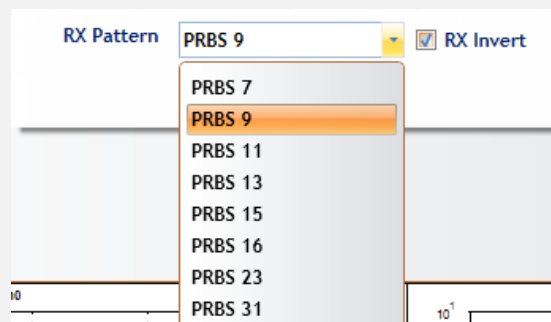 RX Pattern PRBS 9 RX Invert
PRBS 7
PRBS 9
PRBS 11
PRBS 13
PRBS 15
PRBS 16
PRBS 23
PRBS 31
10¹